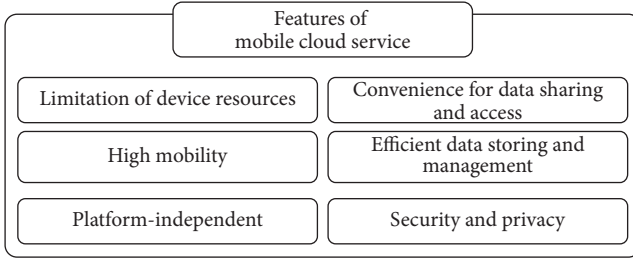 Features of
mobile cloud service
Limitation of device resources
Convenience for data sharing
and access
High mobility
Efficient data storing and
management
Platform-independent
Security and privacy